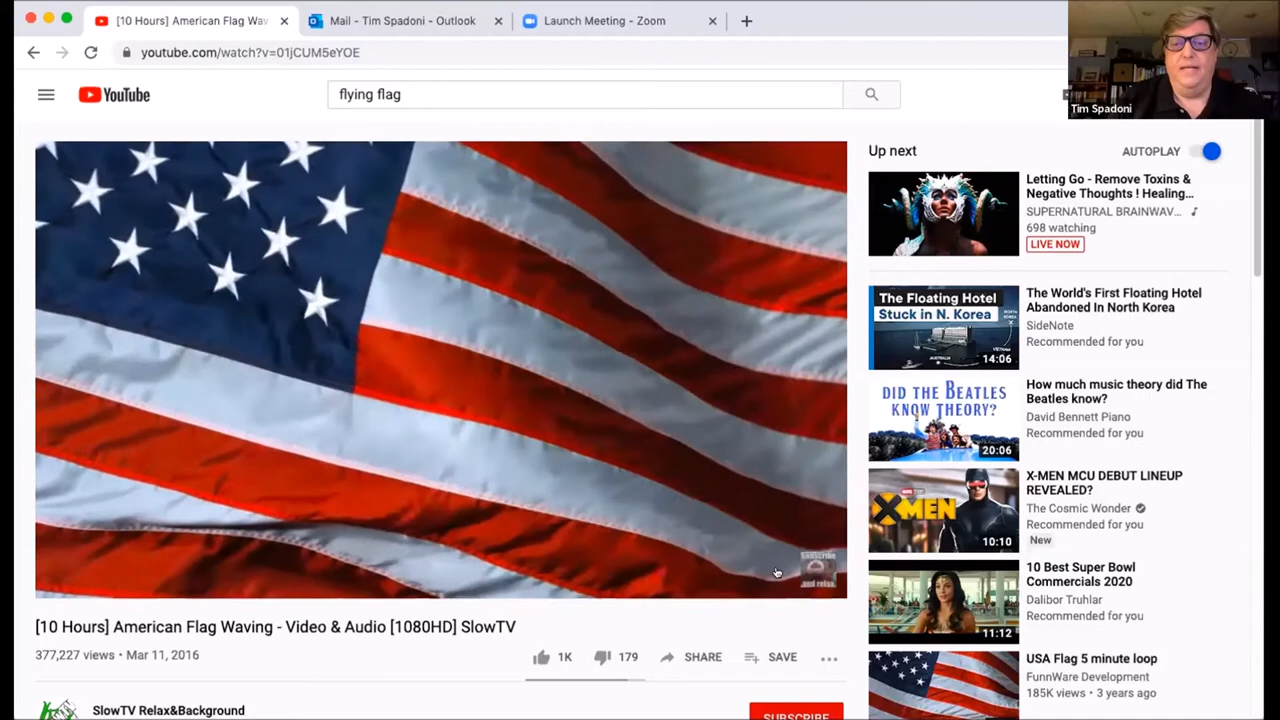 [10 Hours] American Flag Wav
Mail - Tim Spadoni - Outlook
Launch Meeting - Zoom
youtube.com/watch?v=01jCUM5eYOE
YouTube
flying flag
Tim Spadoni
Up next
AUTOPLAY
Letting Go - Remove Toxins &
Negative Thoughts ! Healing...
SUPERNATURAL BRAINWAV...
698 watching
LIVE NOW
The Floating Hotel
Stuck in N. Korea
14:06
The World's First Floating Hotel
Abandoned In North Korea
SideNote
Recommended for you
DID THE BEATLES
KNOW THEORY?
20:06
How much music theory did The
Beatles know?
David Bennett Piano
Recommended for you
X-MEN
10:10
X-MEN MCU DEBUT LINEUP
REVEALED?
The Cosmic Wonder
Recommended for you
New
11:12
10 Best Super Bowl
Commercials 2020
Dalibor Truhlar
Recommended for you
USA Flag 5 minute loop
FunnWare Development
185K views • 3 years ago
Subscribe
and relax.
[10 Hours] American Flag Waving - Video & Audio [1080HD] SlowTV
377,227 views • Mar 11, 2016
1K
179
SHARE
SAVE
SlowTV Relax&Background
SUBSCRIBE